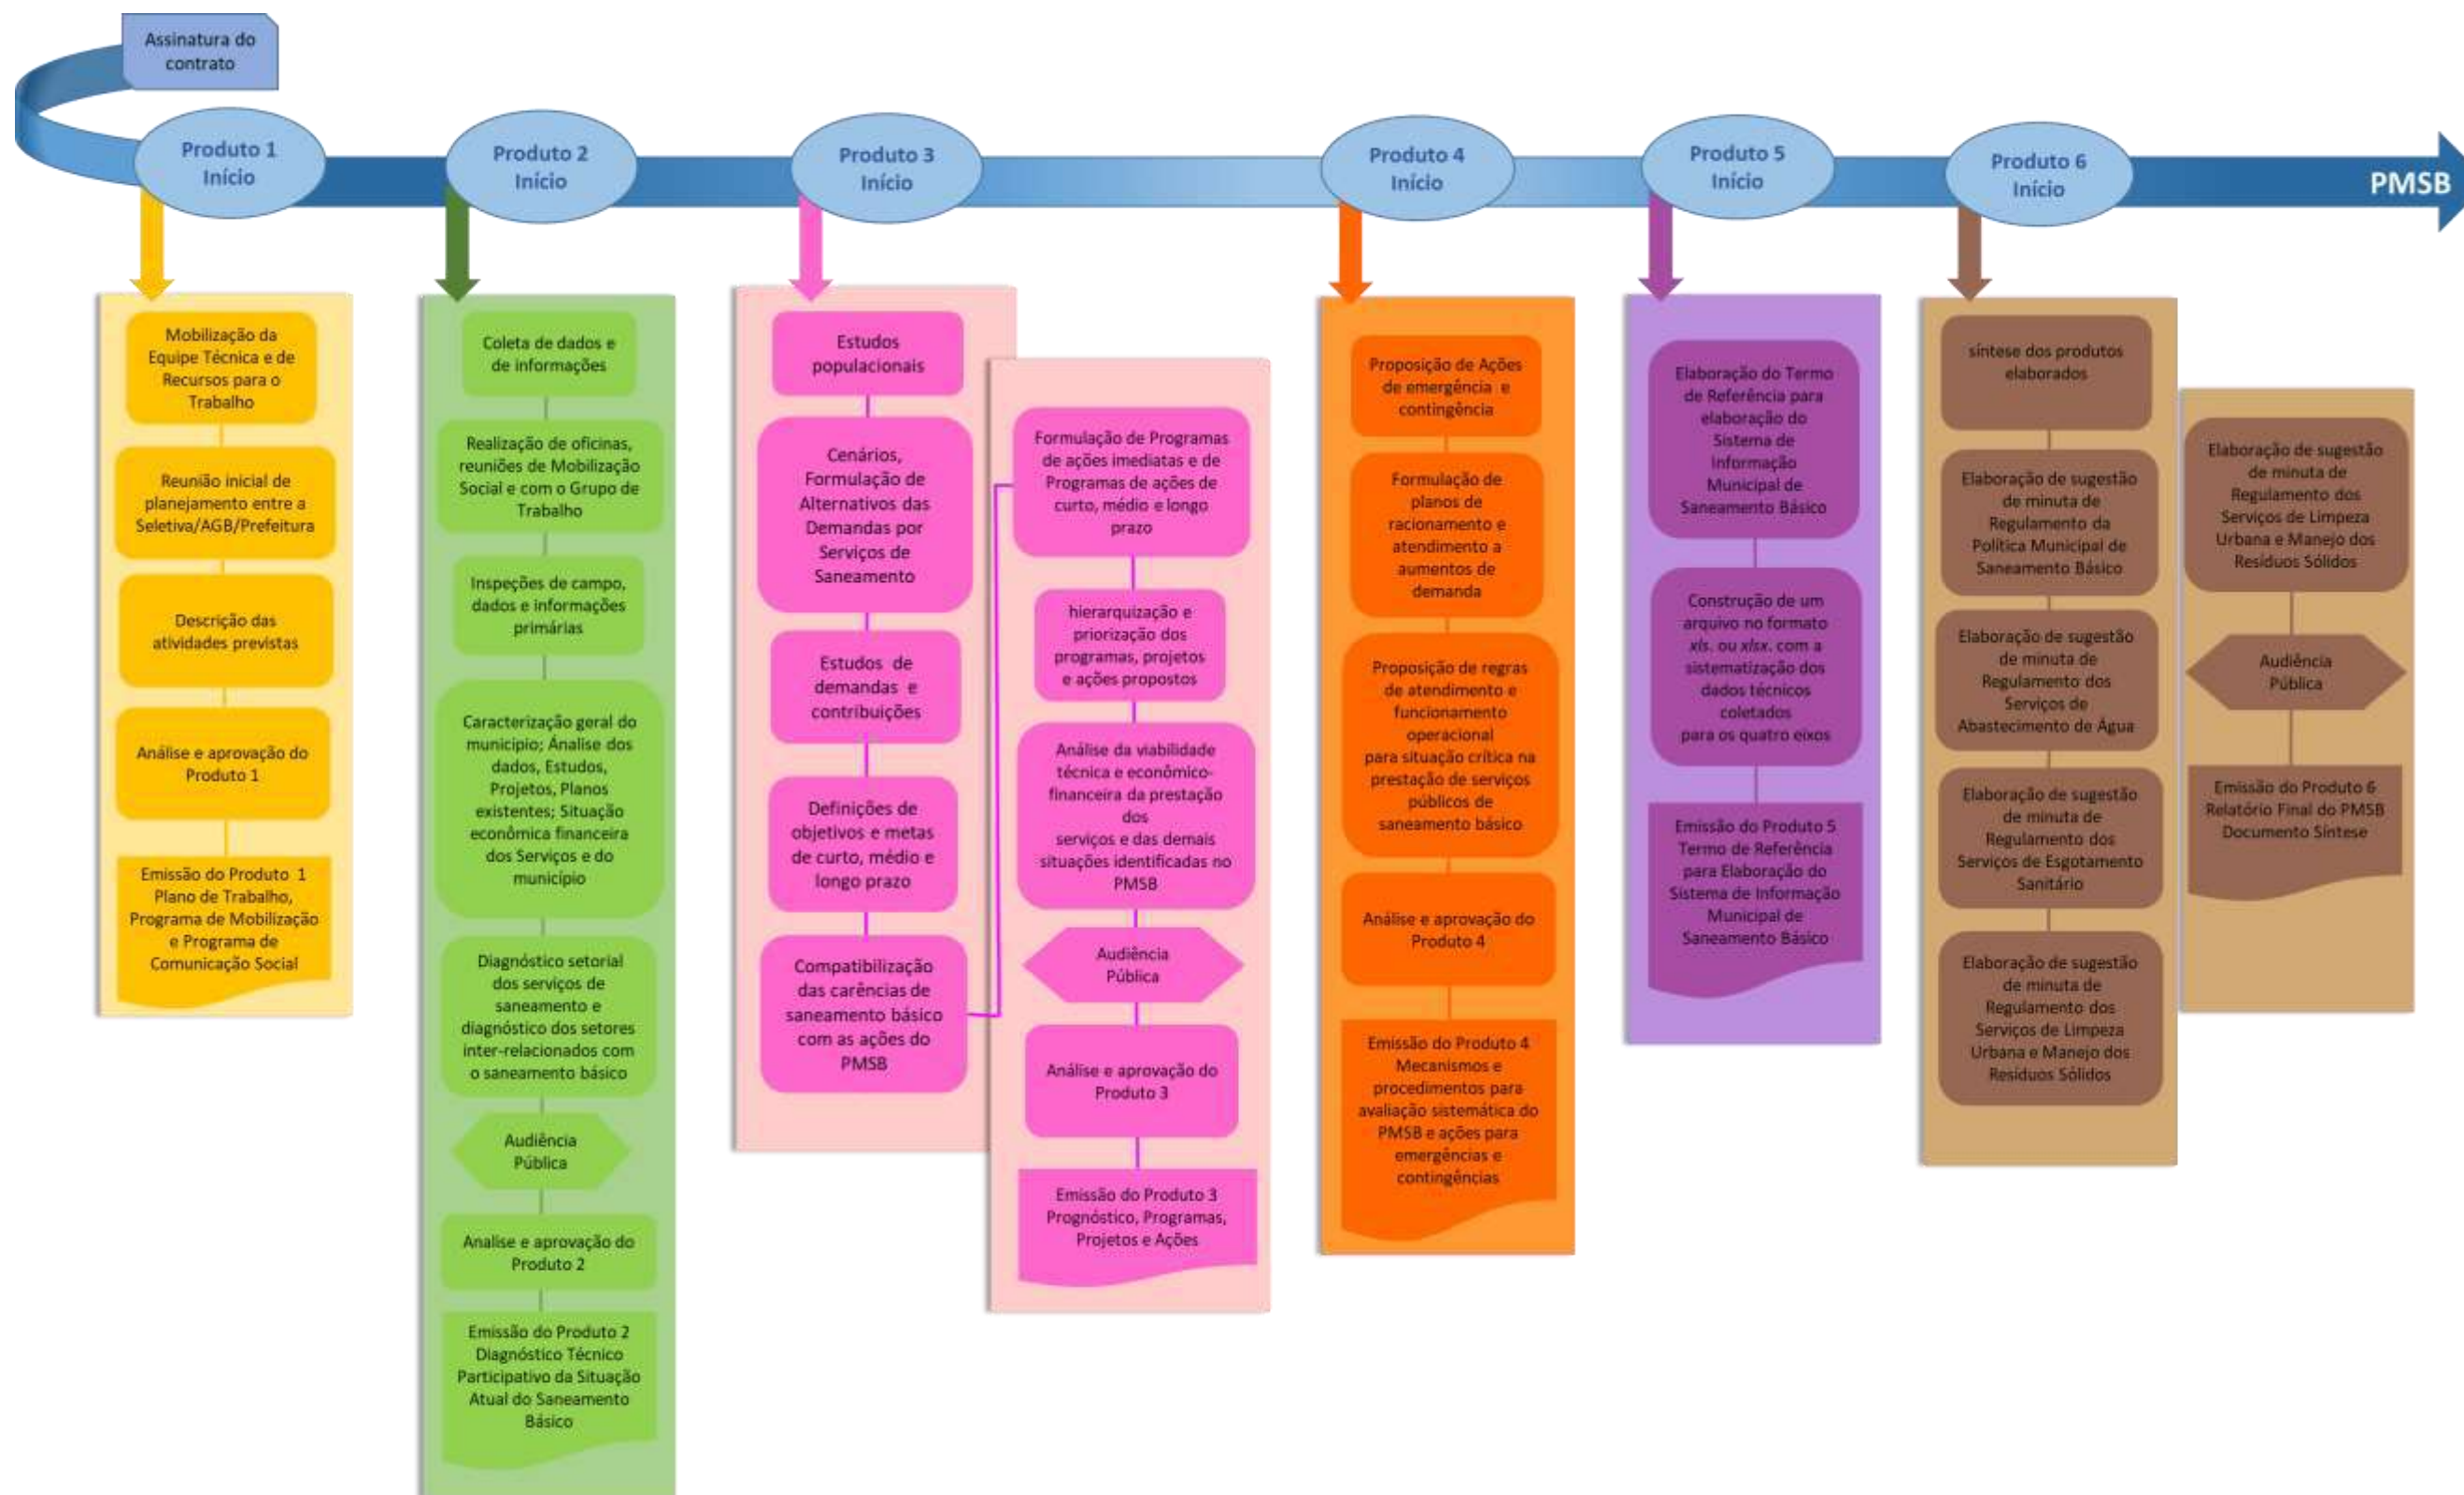 Assinatura do
contrato
Produto 1
Início
Produto 2
Início
Produto 3
Início
Produto 4
Início
Produto 5
Início
Produto 6
Início
PMSB
Mobilização da
Equipe Técnica e de
Recursos para o
Trabalho
Reunião inicial de
planejamento entre a
Seletiva/AGB/Prefeitura
Descrição das
atividades previstas
Análise e aprovação do
Produto 1
Emissão do Produto 1
Plano de Trabalho,
Programa de Mobilização
e Programa de
Comunicação Social
Coleta de dados e
de informações
Realização de oficinas,
reuniões de Mobilização
Social e com o Grupo de
Trabalho
Inspeções de campo,
dados e informações
primárias
Caracterização geral do
município; Ánalise dos
dados, Estudos,
Projetos, Planos
existentes; Situação
econômica financeira
dos Serviços e do
município
Diagnóstico setorial
dos serviços de
saneamento e
diagnóstico dos setores
inter-relacionados com
o saneamento básico
Audiência
Pública
Analise e aprovação do
Produto 2
Emissão do Produto 2
Diagnóstico Técnico
Participativo da Situação
Atual do Saneamento
Básico
Estudos
populacionais
Cenários,
Formulação de
Alternativos das
Demandas por
Serviços de
Saneamento
Estudos de
demandas e
contribuições
Definições de
objetivos e metas
de curto, médio e
longo prazo
Compatibilização
das carências de
saneamento básico
com as ações do
PMSB
Formulação de Programas
de ações imediatas e de
Programas de ações de
curto, médio e longo
prazo
hierarquização e
priorização dos
programas, projetos
e ações propostos
Análise da viabilidade
técnica e econômico-
financeira da prestação
dos
serviços e das demais
situações identificadas no
PMSB
Audiência
Pública
Análise e aprovação do
Produto 3
Emissão do Produto 3
Prognóstico, Programas,
Projetos e Ações
Proposição de Ações
de emergência e
contingência
Formulação de
planos de
racionamento e
atendimento a
aumentos de
demanda
Proposição de regras
de atendimento e
funcionamento
operacional
para situação crítica na
prestação de serviços
públicos de
saneamento básico
Análise e aprovação do
Produto 4
Emissão do Produto 4
Mecanismos e
procedimentos para
avaliação sistemática do
PMSB e ações para
emergências e
contingências
Elaboração do Termo
de Referência para
elaboração do
Sistema de
Informação
Municipal de
Saneamento Básico
Construção de um
arquivo no formato
xls. ou xlsx. com a
sistematização dos
dados técnicos
coletados
para os quatro eixos
Emissão do Produto 5
Termo de Referência
para Elaboração do
Sistema de Informação
Municipal de
Saneamento Básico
síntese dos produtos
elaborados
Elaboração de sugestão
de minuta de
Regulamento da
Política Municipal de
Saneamento Básico
Elaboração de sugestão
de minuta de
Regulamento dos
Serviços de
Abastecimento de Água
Elaboração de sugestão
de minuta de
Regulamento dos
Serviços de Esgotamento
Sanitário
Elaboração de sugestão
de minuta de
Regulamento dos
Serviços de Limpeza
Urbana e Manejo dos
Resíduos Sólidos
Elaboração de sugestão
de minuta de
Regulamento dos
Serviços de Limpeza
Urbana e Manejo dos
Resíduos Sólidos
Audiência
Pública
Emissão do Produto 6
Relatório Final do PMSB
Documento Síntese